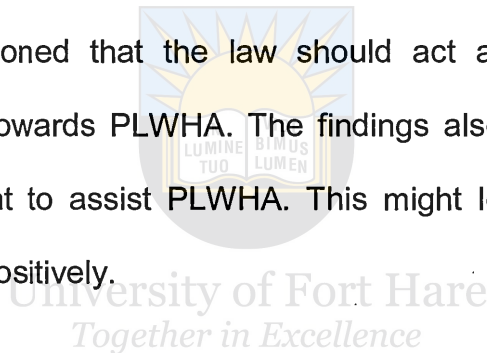 oned that the law should act a
owards PLWHA. The findings als
LUMINE BIMUS
TUO LUMEN
t to assist PLWHA. This might l
ositively.
University of Fort Hare
Together in Excellence